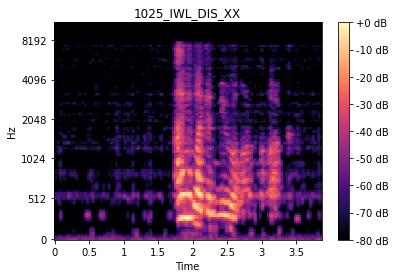 1025_IWL_DIS_XX
+0 dB
8192
-10 dB
4096
-20 dB
-30 dB
2048
Hz
-40 dB
1024
-50 dB
512
-60 dB
-70 dB
0
-80 dB
0 0.5 1 1.5 2 2.5 3 3.5
Time